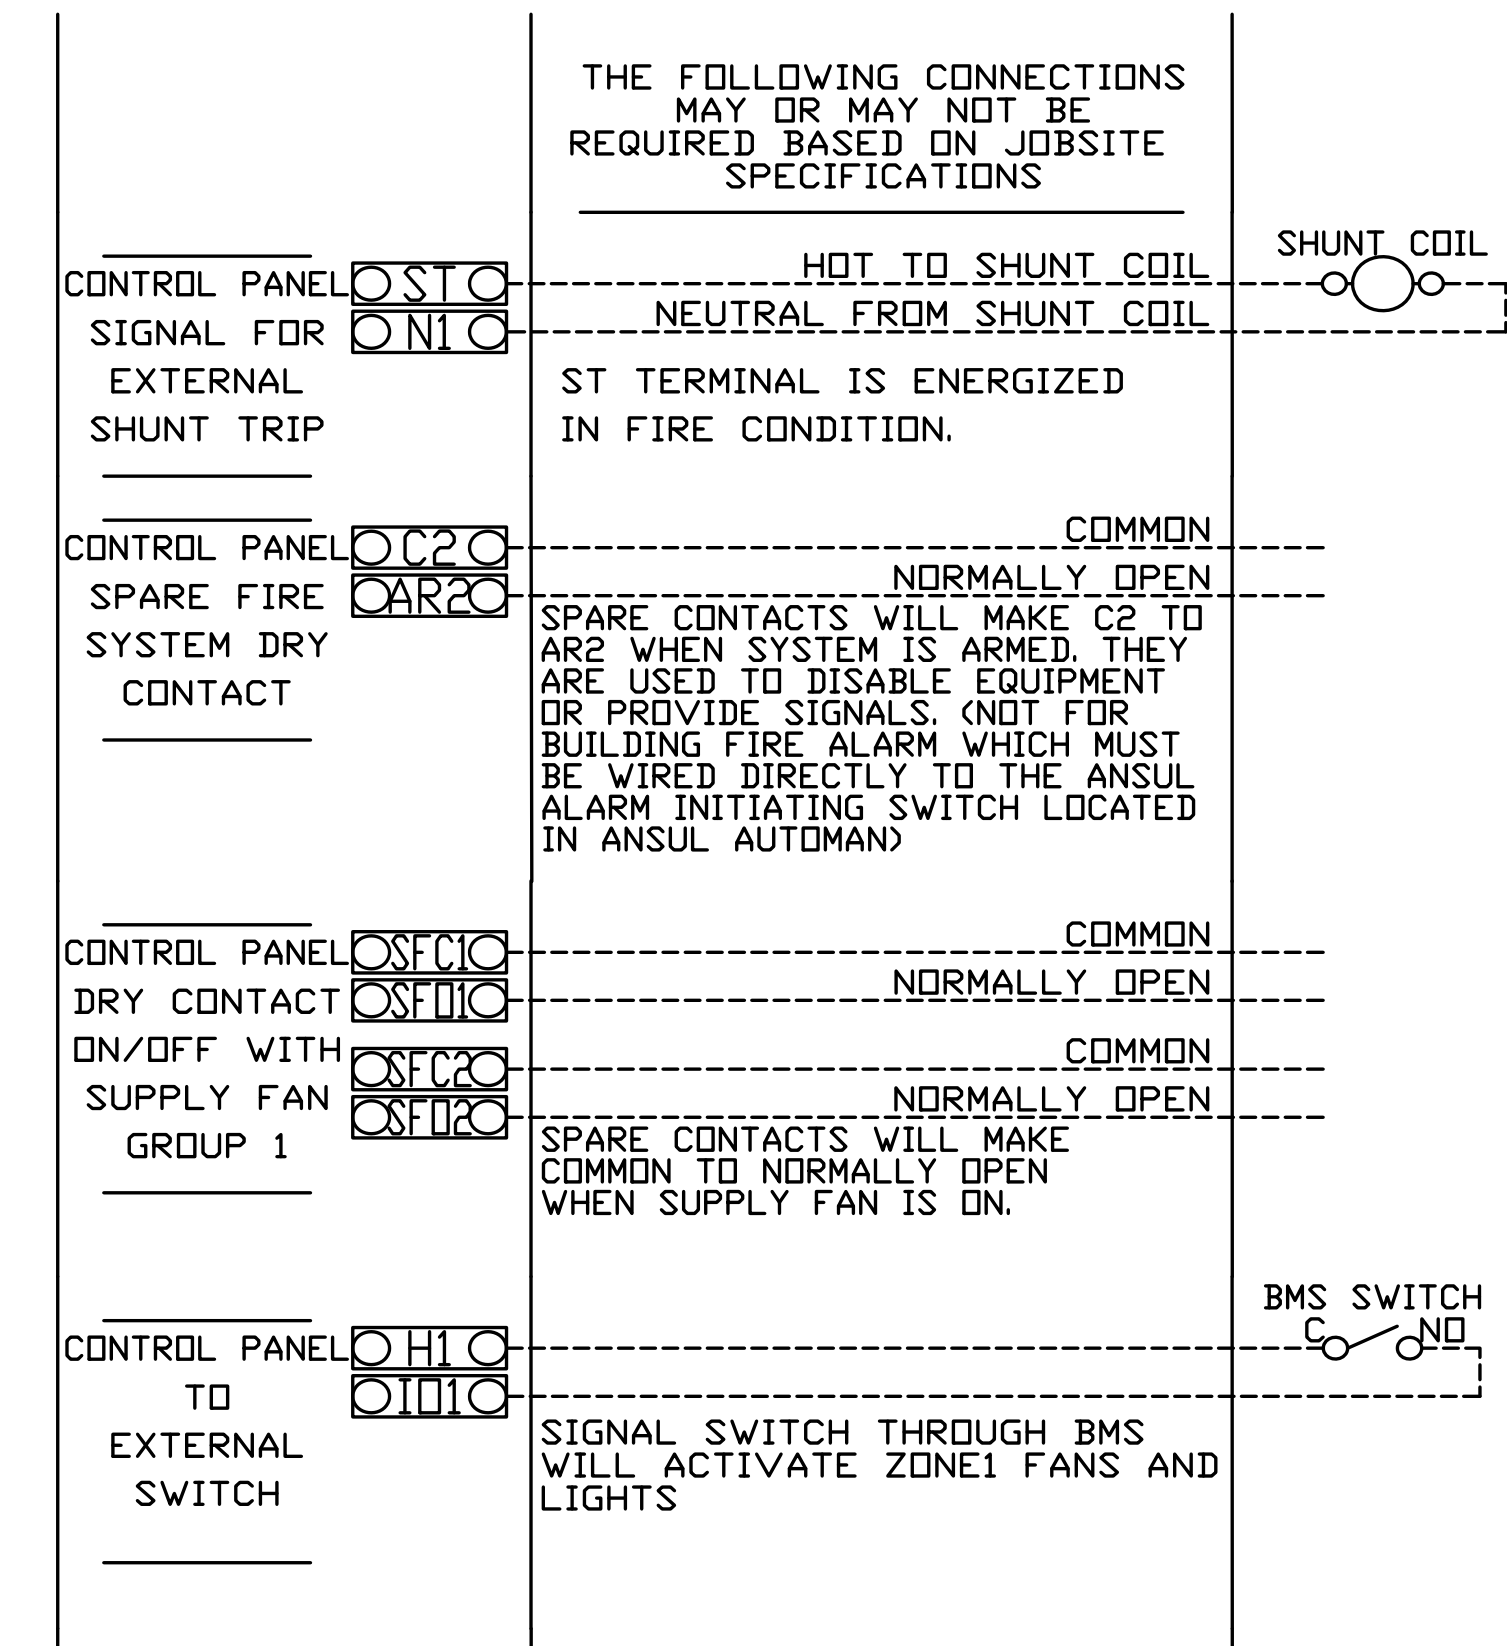 THE FOLLOWING CONNECTIONS
MAY OR MAY NOT BE
REQUIRED BASED ON JOBSITE
SPECIFICATIONS
CONTROL PANEL
SIGNAL FOR
EXTERNAL
SHUNT TRIP
ST
N1
HOT TO SHUNT COIL
NEUTRAL FROM SHUNT COIL
ST TERMINAL IS ENERGIZED
IN FIRE CONDITION.
SHUNT COIL
CONTROL PANEL
SPARE FIRE
SYSTEM DRY
CONTACT
C2
AR2
COMMON
NORMALLY OPEN
SPARE CONTACTS WILL MAKE C2 TO
AR2 WHEN SYSTEM IS ARMED. THEY
ARE USED TO DISABLE EQUIPMENT
OR PROVIDE SIGNALS. (NOT FOR
BUILDING FIRE ALARM WHICH MUST
BE WIRED DIRECTLY TO THE ANSUL
ALARM INITIATING SWITCH LOCATED
IN ANSUL AUTOMAN)
CONTROL PANEL
DRY CONTACT
ON/OFF WITH
SUPPLY FAN
GROUP 1
SFC1
SFO1
SFC2
SFO2
COMMON
NORMALLY OPEN
COMMON
NORMALLY OPEN
SPARE CONTACTS WILL MAKE
COMMON TO NORMALLY OPEN
WHEN SUPPLY FAN IS ON.
CONTROL PANEL
TO
EXTERNAL
SWITCH
H1
IO1
BMS SWITCH
C NO
SIGNAL SWITCH THROUGH BMS
WILL ACTIVATE ZONE1 FANS AND
LIGHTS